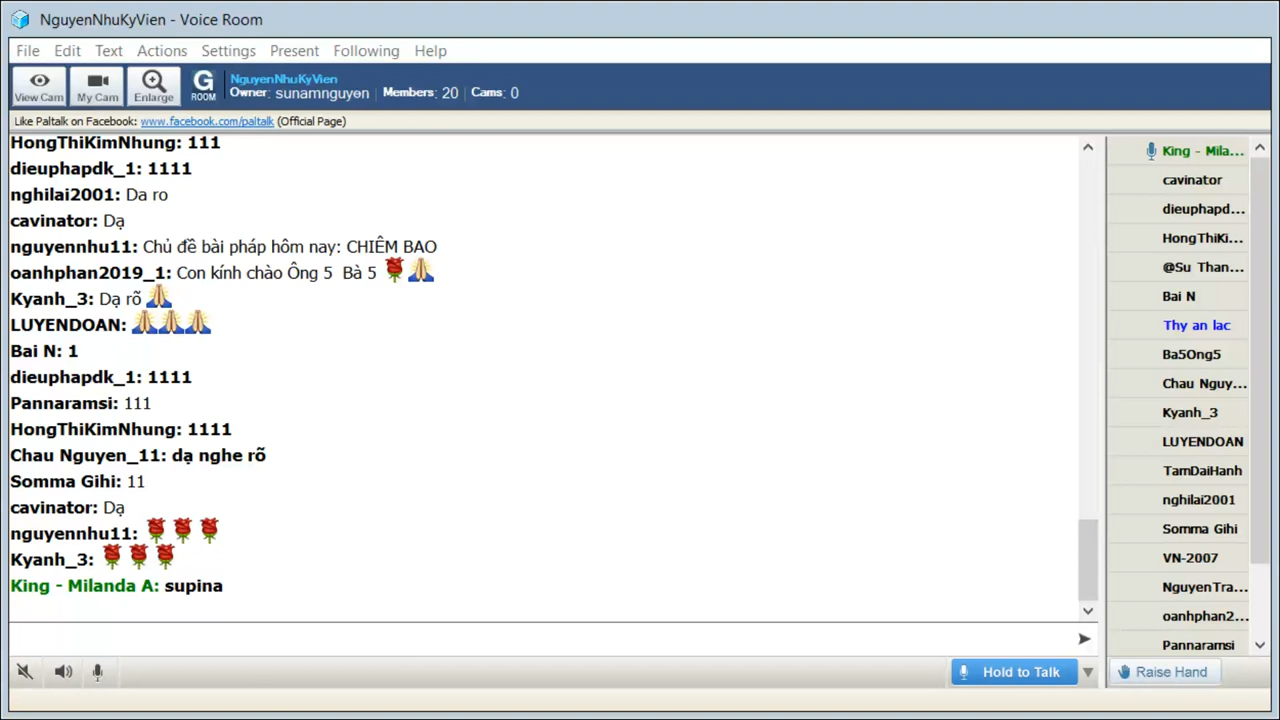 NguyenNhuKyVien - Voice Room
File Edit Text Actions Settings Present Following Help
View Cam My Cam Enlarge G ROOM
NguyenNhuKyVien
Owner: sunamnguyen Members: 20 Cams: 0
Like Paltalk on Facebook: www.facebook.com/paltalk (Official Page)
HongThiKimNhung: 111
dieuphapdk_1: 1111
nghilai2001: Da ro
cavinator: Dạ
nguyennhu11: Chủ đề bài pháp hôm nay: CHIÊM BAO
oanhphan2019_1: Con kính chào Ông 5 Bà 5 🌹🙏
Kyanh_3: Dạ rõ 🙏
LUYENDOAN: 🙏🙏🙏
Bai N: 1
dieuphapdk_1: 1111
Pannaramsi: 111
HongThiKimNhung: 1111
Chau Nguyen_11: dạ nghe rõ
Somma Gihi: 11
cavinator: Dạ
nguyennhu11: 🌹🌹🌹
Kyanh_3: 🌹🌹🌹
King - Milanda A: supina
King - Mila...
cavinator
dieuphapd...
HongThiKi...
@Su Than...
Bai N
Thy an lac
Ba5Ong5
Chau Nguy...
Kyanh_3
LUYENDOAN
TamDaiHanh
nghilai2001
Somma Gihi
VN-2007
NguyenTra...
oanhphan2...
Pannaramsi
Hold to Talk
Raise Hand